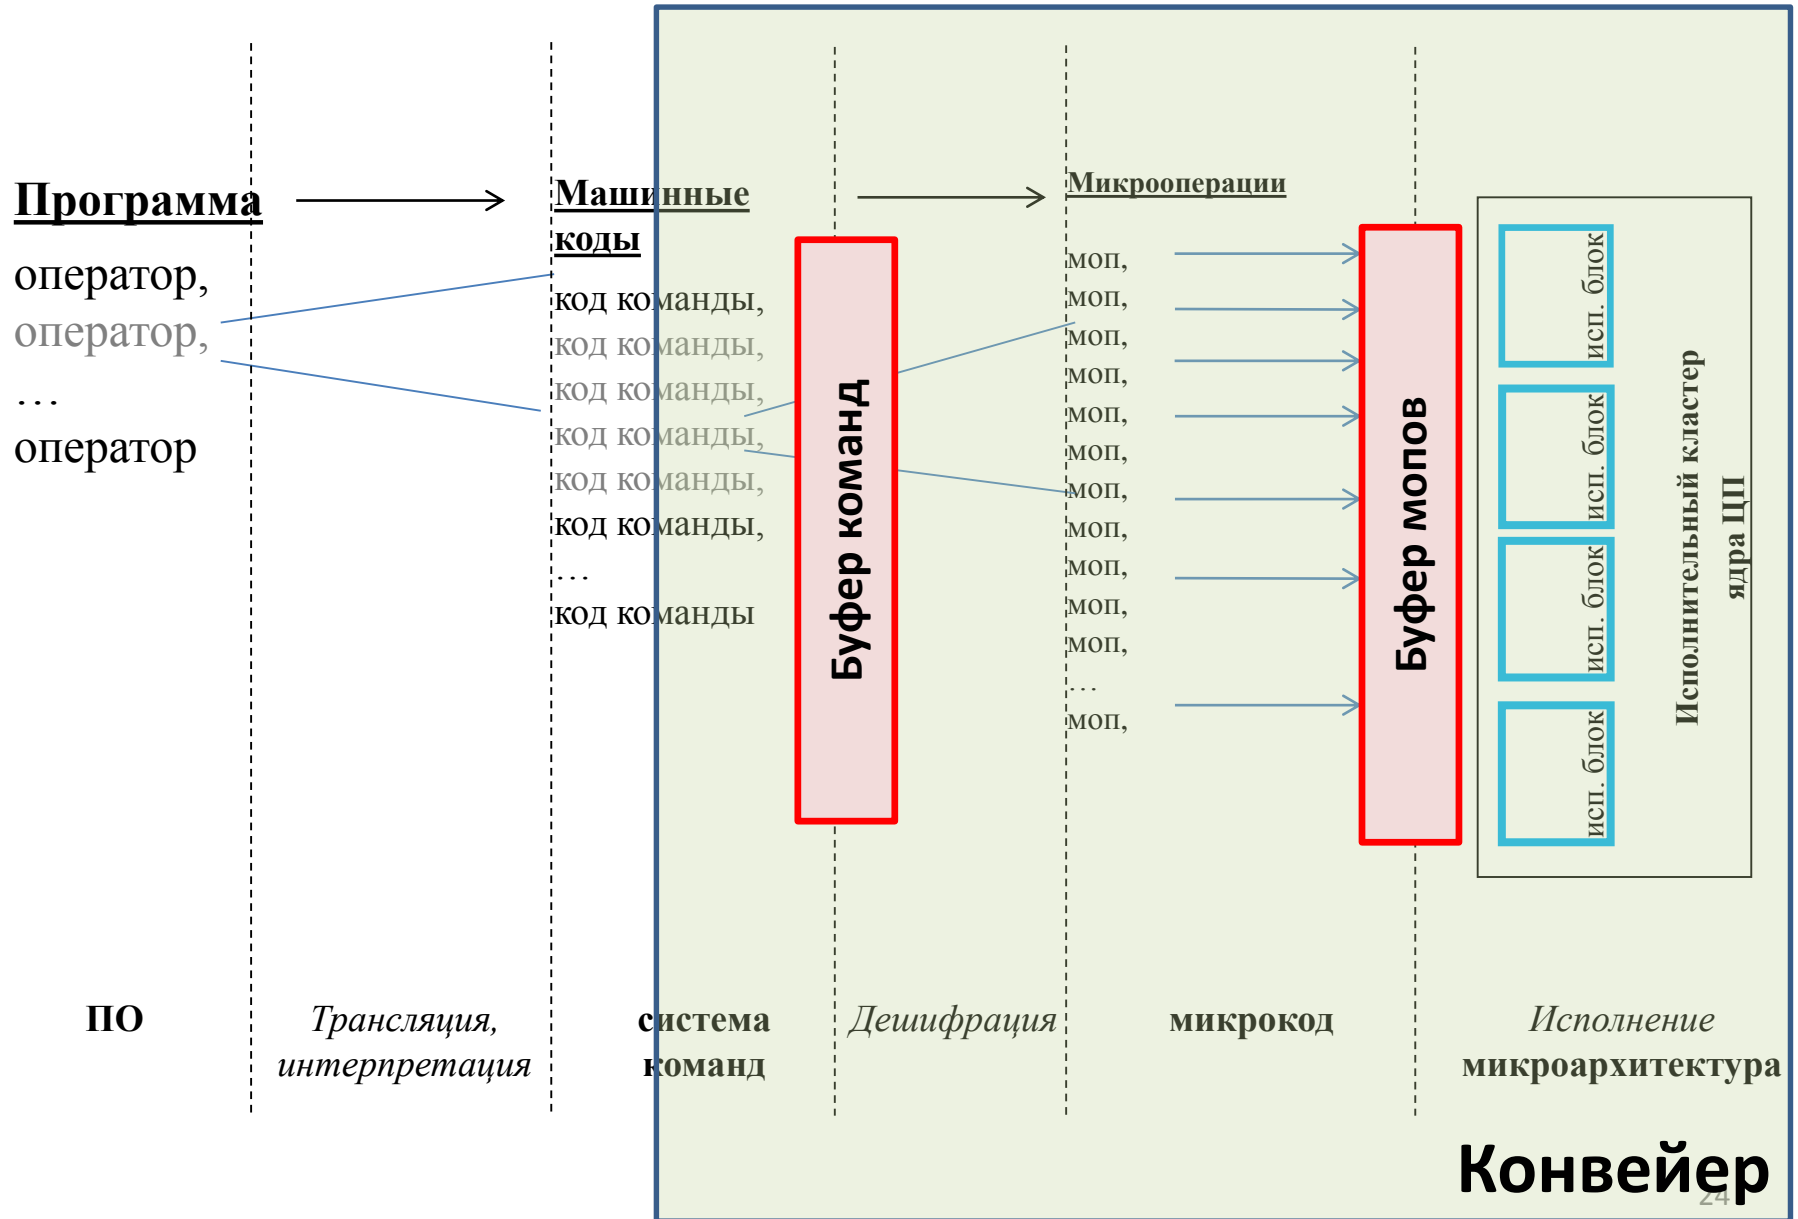 Программа
оператор,
оператор,
…
оператор
Машинные
коды
код команды,
код команды,
код команды,
код команды,
код команды,
код команды,
…
код команды
Буфер команд
Микрооперации
моп,
моп,
моп,
моп,
моп,
моп,
моп,
моп,
моп,
моп,
моп,
…
моп,
Буфер мопов
исп. блок
исп. блок
исп. блок
исп. блок
Исполнительный кластер
ядра ЦП
ПО
Трансляция,
интерпретация
система
команд
Дешифрация
микрокод
Исполнение
микроархитектура
Конвейер
24